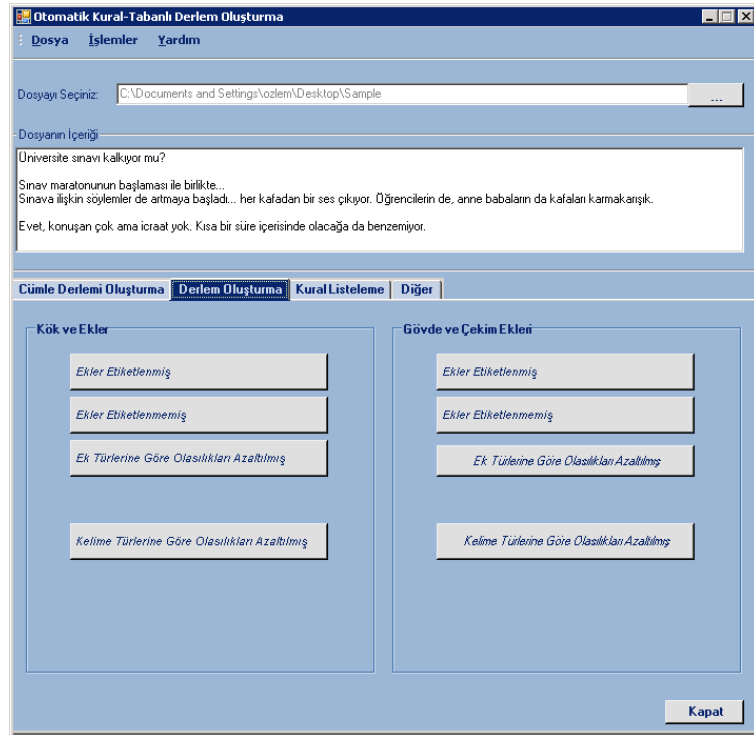 Otomatik Kural-Tabanlı Derlem Oluşturma
Dosya İşlemler Yardım
Dosyayı Seçiniz: C:\Documents and Settings\ozlem\Desktop\Sample ...
Dosyanın İçeriği
Üniversite sınavı kalkıyor mu?
Sınav maratonunun başlaması ile birlikte...
Sınava ilişkin söylemler de artmaya başladı... her kafadan bir ses çıkıyor. Öğrencilerin de, anne babaların da kafaları karmakarışık.
Evet, konuşan çok ama icraat yok. Kısa bir süre içerisinde olacağa da benzemiyor.
Cümle Derlemi Oluşturma Derlem Oluşturma Kural Listeleme Diğer
Kök ve Ekler
Ekler Etiketlenmiş
Ekler Etiketlenmemiş
Ek Türlerine Göre Olasılıkları Azaltılmış
Kelime Türlerine Göre Olasılıkları Azaltılmış
Gövde ve Çekim Ekleri
Ekler Etiketlenmiş
Ekler Etiketlenmemiş
Ek Türlerine Göre Olasılıkları Azaltılmış
Kelime Türlerine Göre Olasılıkları Azaltılmış
Kapat